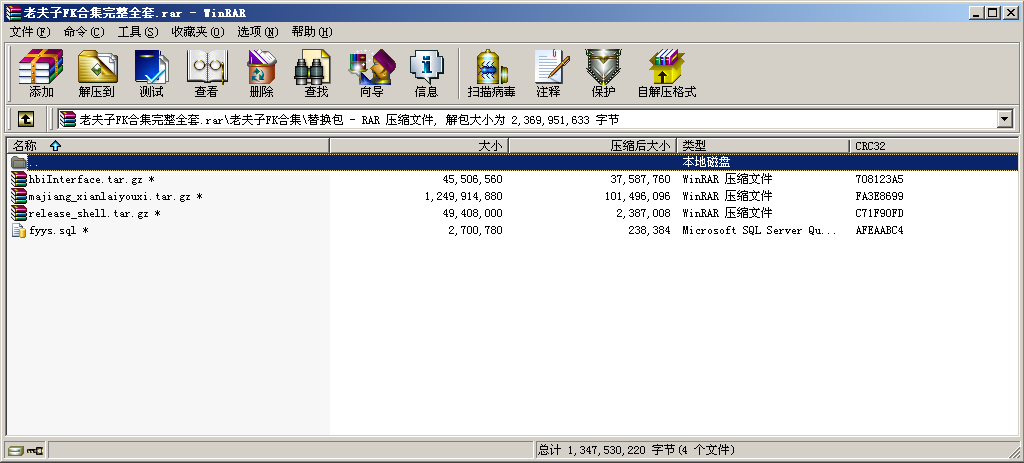 老夫子FK合集完整全套.rar - WinRAR
文件(F) 命令(C) 工具(S) 收藏夹(O) 选项(N) 帮助(H)
添加 解压到 测试 查看 删除 查找 向导 信息 扫描病毒 注释 保护 自解压格式
老夫子FK合集完整全套.rar\老夫子FK合集\替换包 - RAR 压缩文件, 解包大小为 2,369,951,633 字节
名称 大小 压缩后大小 类型 CRC32
.. 本地磁盘
hbiInterface.tar.gz * 45,506,560 37,587,760 WinRAR 压缩文件 708123A5
majiang_xianlaiyouxi.tar.gz * 1,249,914,880 101,496,096 WinRAR 压缩文件 FA3E8699
release_shell.tar.gz * 49,408,000 2,387,008 WinRAR 压缩文件 C71F90FD
fyys.sql * 2,700,780 238,384 Microsoft SQL Server Qu... AFEAABC4
总计 1,347,530,220 字节(4 个文件)